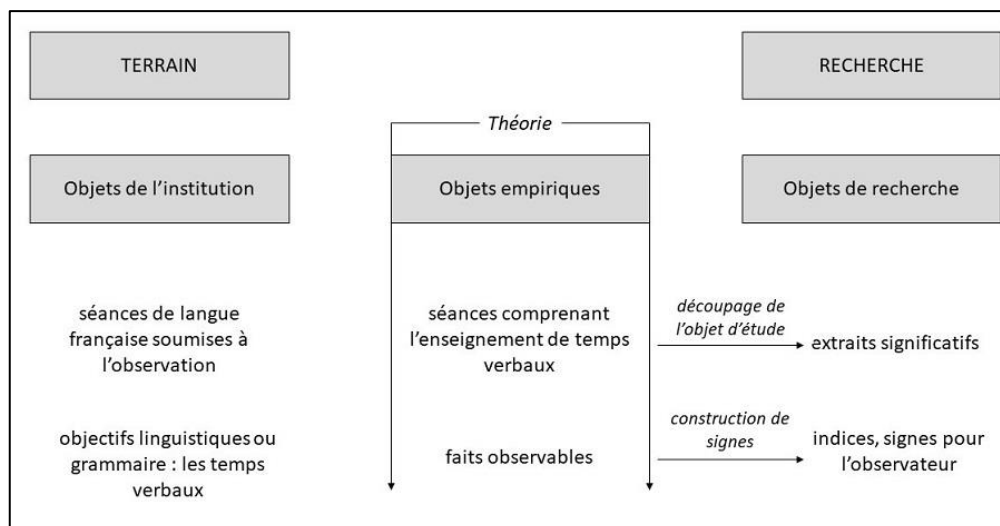 TERRAIN
RECHERCHE
Théorie
Objets de l'institution
Objets empiriques
Objets de recherche
séances de langue
française soumises à
l'observation
séances comprenant
l'enseignement de temps
verbaux
découpage de
l'objet d'étude
extraits significatifs
objectifs linguistiques ou
grammaire : les temps
verbaux
faits observables
construction de
signes
indices, signes pour
l'observateur